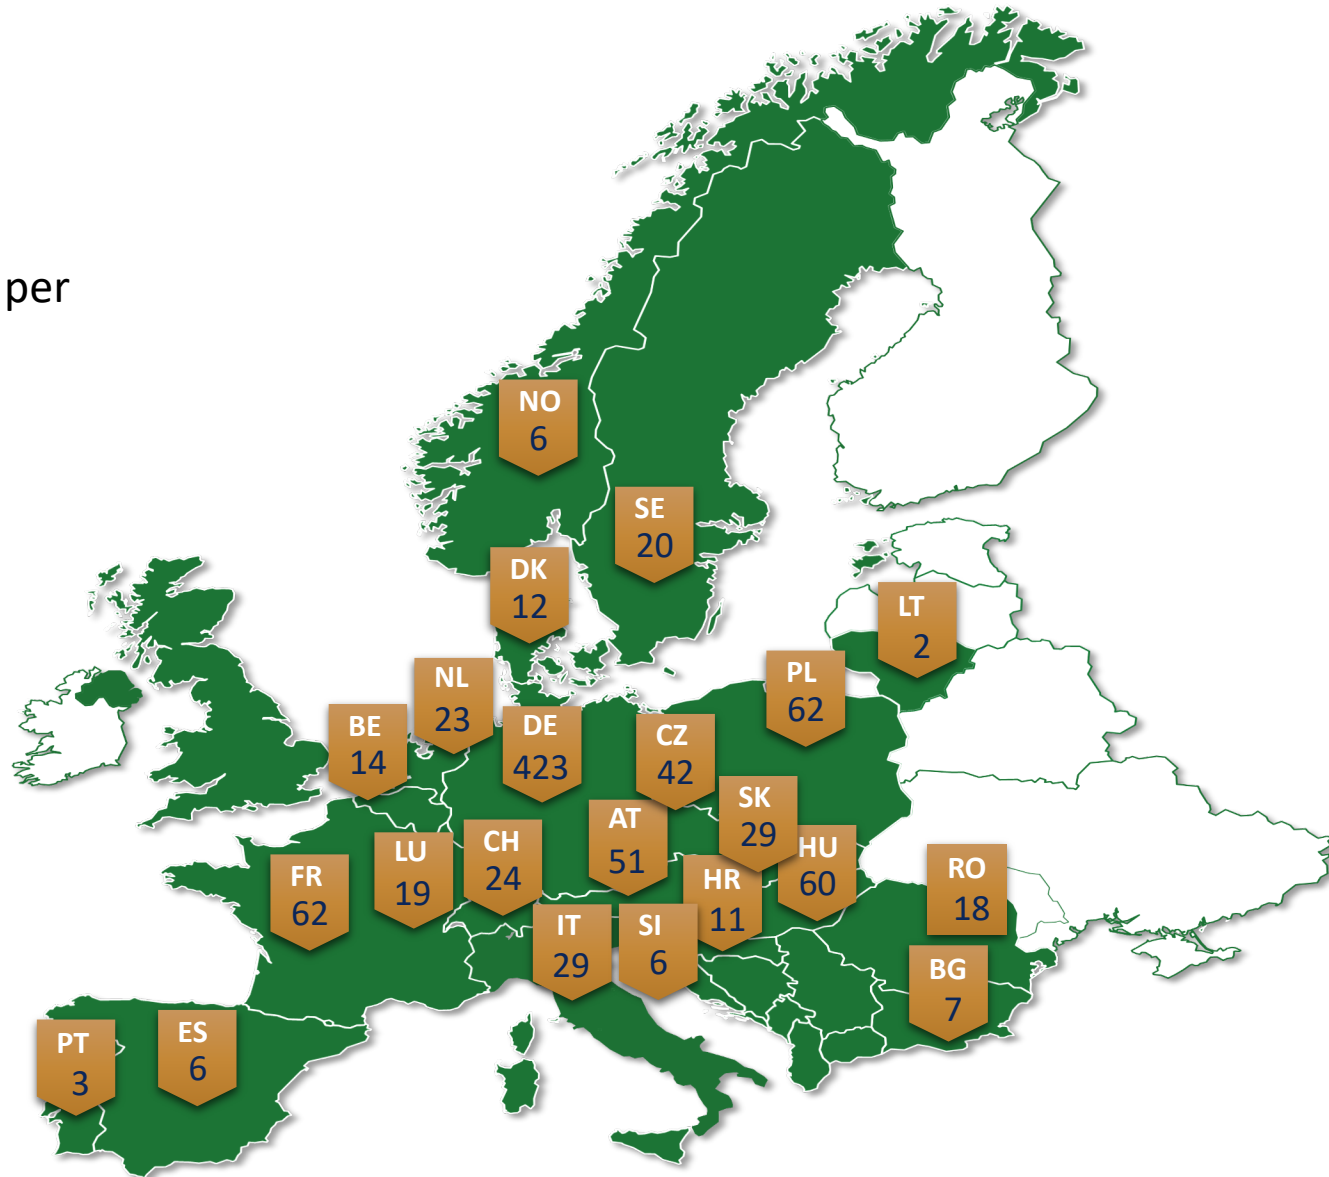 per
NO
6
SE
20
DK
12
LT
2
PL
62
NL
23
BE
14
DE
423
CZ
42
SK
29
AT
51
CH
24
LU
19
HU
60
FR
62
HR
11
RO
18
IT
29
SI
6
BG
7
ES
6
PT
3